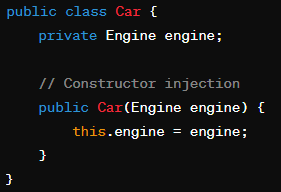 public class Car {
    private Engine engine;

    // Constructor injection
    public Car(Engine engine) {
        this.engine = engine;
    }
}